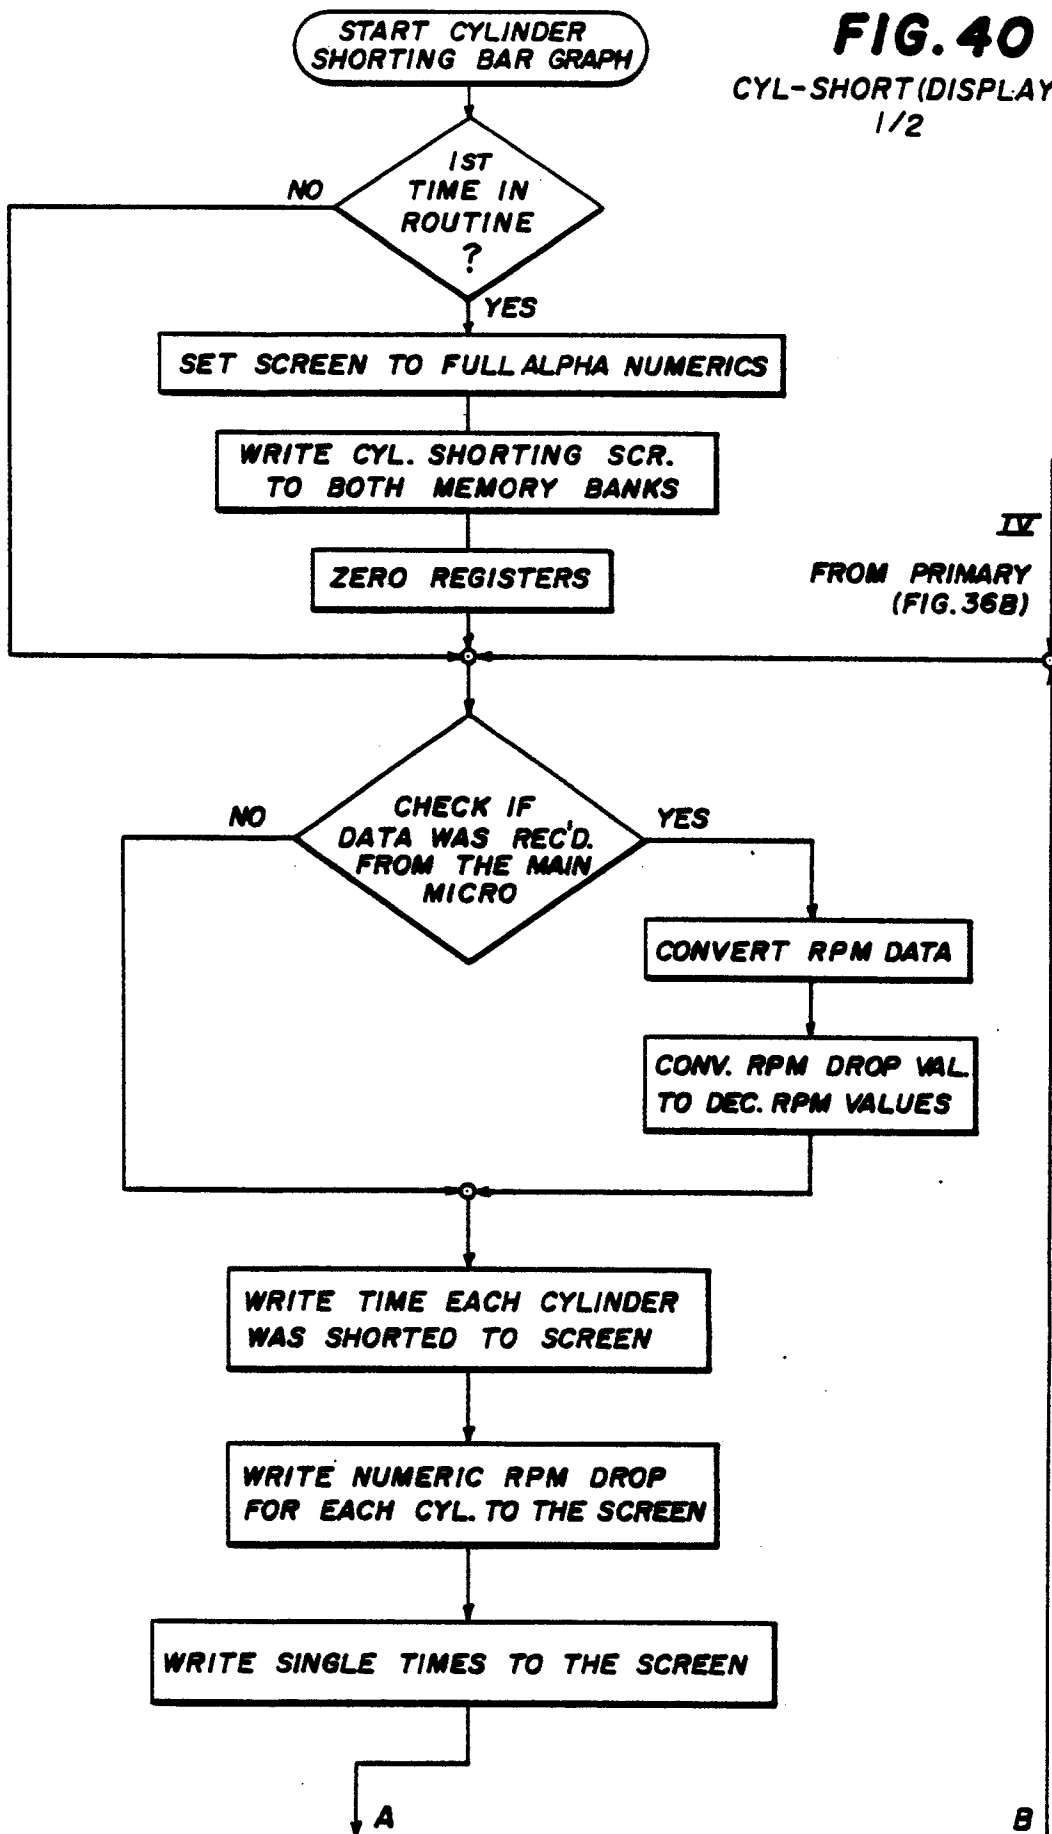 START CYLINDER
SHORTING BAR GRAPH
FIG. 40
CYL-SHORT (DISPLAY
1/2
1ST
TIME IN
ROUTINE
?
NO
YES
SET SCREEN TO FULL ALPHA NUMERICS
WRITE CYL. SHORTING SCR.
TO BOTH MEMORY BANKS
ZERO REGISTERS
IV
FROM PRIMARY
(FIG. 36B)
CHECK IF
DATA WAS REC'D.
FROM THE MAIN
MICRO
NO
YES
CONVERT RPM DATA
CONV. RPM DROP VAL.
TO DEC. RPM VALUES
WRITE TIME EACH CYLINDER
WAS SHORTED TO SCREEN
WRITE NUMERIC RPM DROP
FOR EACH CYL. TO THE SCREEN
WRITE SINGLE TIMES TO THE SCREEN
A
B